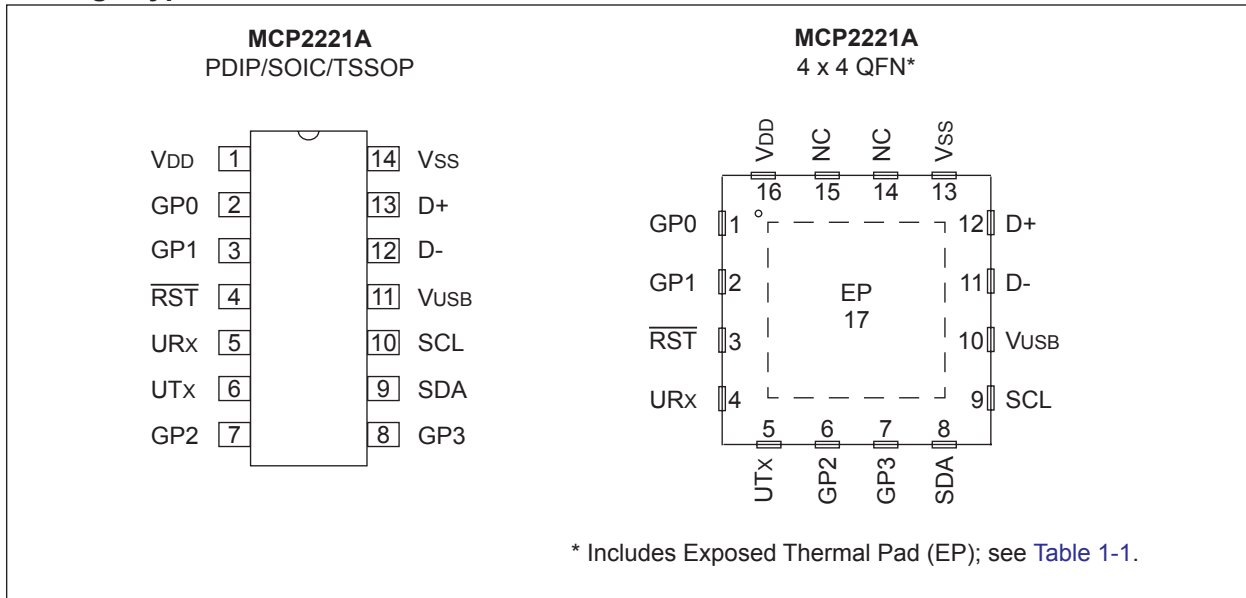 MCP2221A
PDIP/SOIC/TSSOP
VDD 1
14 VSS
GP0 2
13 D+
GP1 3
12 D-
RST 4
11 VUSB
URX 5
10 SCL
UTX 6
9 SDA
GP2 7
8 GP3
MCP2221A
4 x 4 QFN*
VDD NC NC VSS
16 15 14 13
GP0 1
12 D+
GP1 2
11 D-
EP
17
RST 3
10 VUSB
URX 4
9 SCL
5 6 7 8
UTX GP2 GP3 SDA
* Includes Exposed Thermal Pad (EP); see Table 1-1.